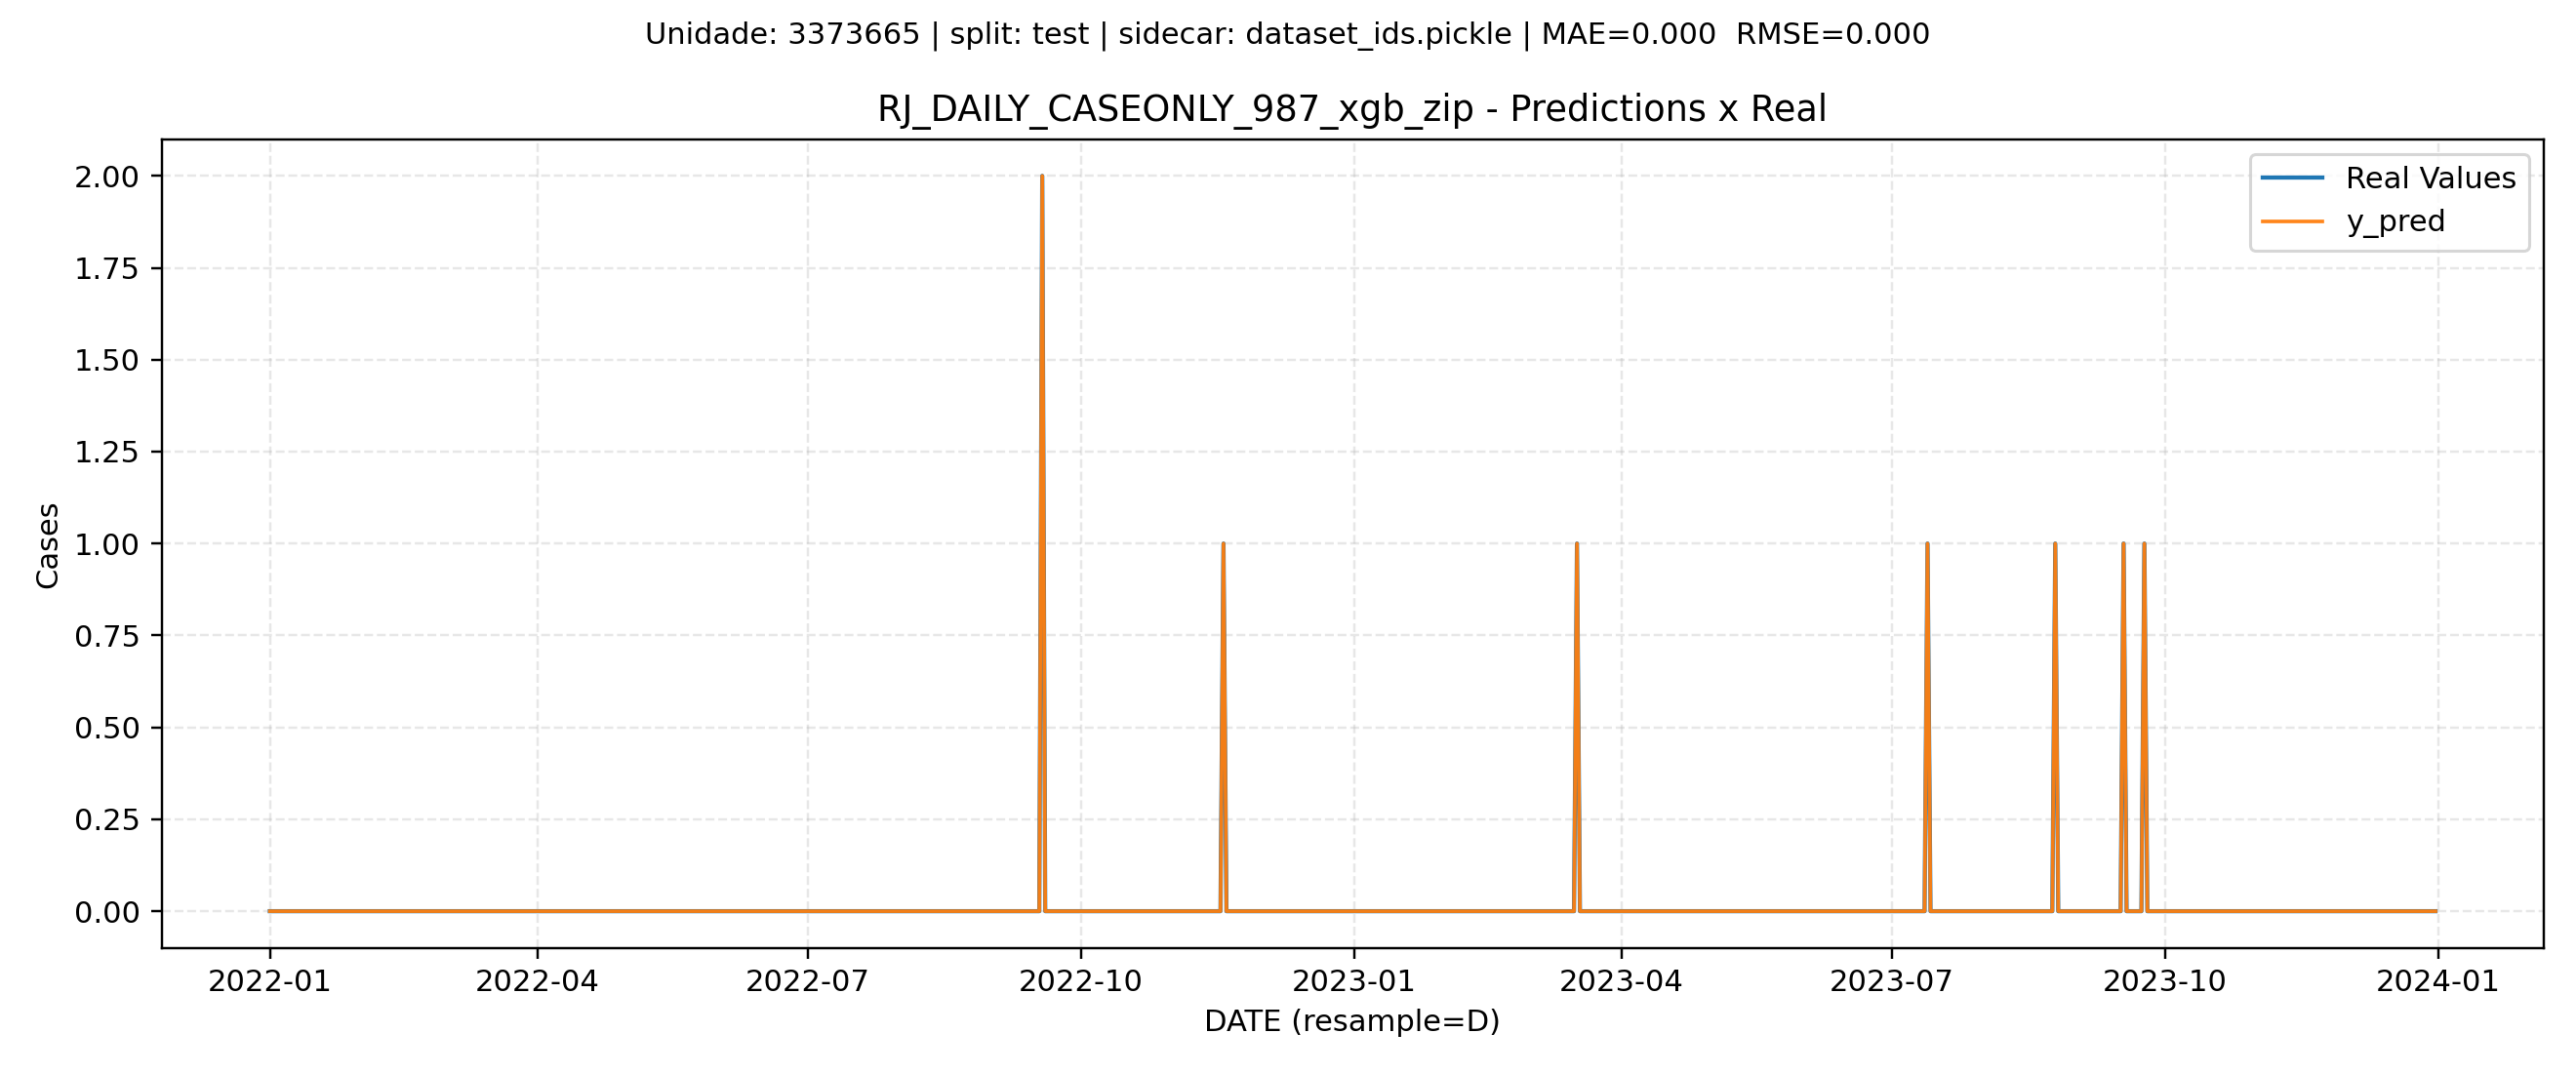 Unidade: 3373665 | split: test | sidecar: dataset_ids.pickle | MAE=0.000  RMSE=0.000
RJ_DAILY_CASEONLY_987_xgb_zip - Predictions x Real
Real Values
y_pred
Cases
2.00
1.75
1.50
1.25
1.00
0.75
0.50
0.25
0.00
2022-01 2022-04 2022-07 2022-10 2023-01 2023-04 2023-07 2023-10 2024-01
DATE (resample=D)